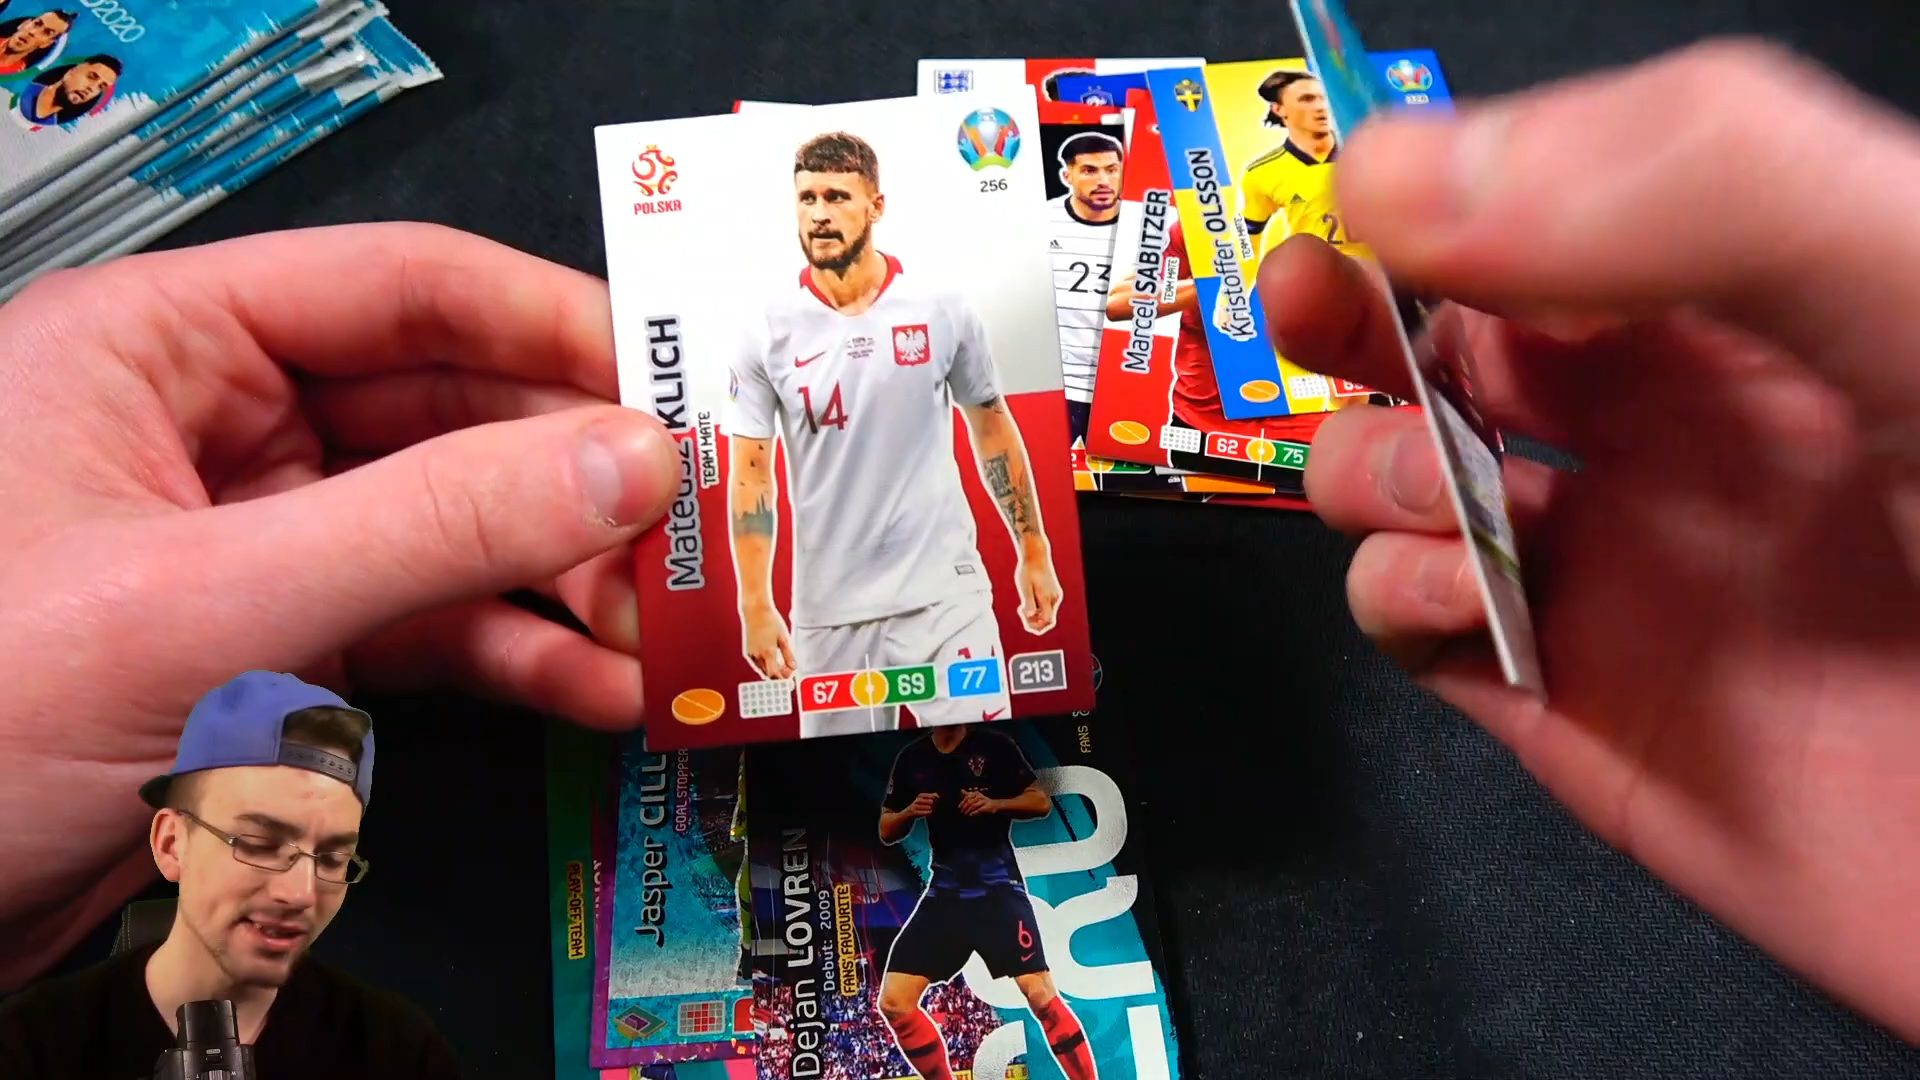 2020
POLSKA
256
Mateusz KLICH
TEAM MATE
14
67
69
77
213
23
Marcel SABITZER
TEAM MATE
62
75
Kristoffer OLSSON
TEAM MATE
Jasper CILL
GOAL STOPPER
PLAY-OFF TEAM
Dejan LOVREN
Debut: 2009
FANS' FAVOURITE
6
FANS